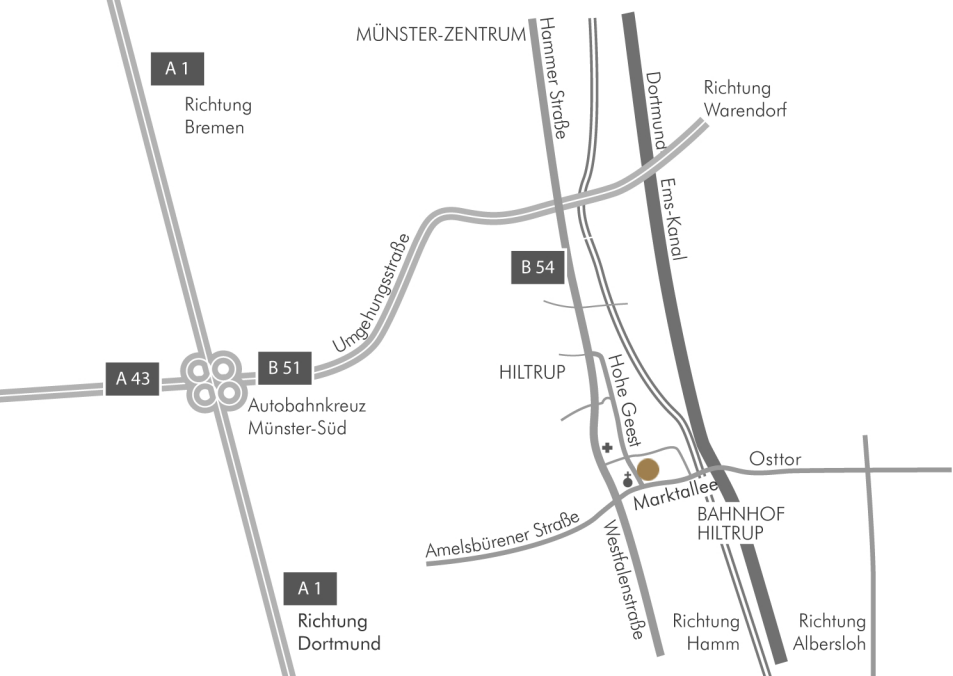 MÜNSTER-ZENTRUM
Hammer Straße
A 1
Richtung
Bremen
Dortmund Ems-Kanal
Richtung
Warendorf
Umgehungsstraße
B 54
A 43
B 51
Autobahnkreuz
Münster-Süd
HILTRUP
Hohe Geest
Osttor
Marktallee
BAHNHOF
HILTRUP
Amelsbürener Straße
Westfalenstraße
A 1
Richtung
Dortmund
Richtung
Hamm
Richtung
Albersloh